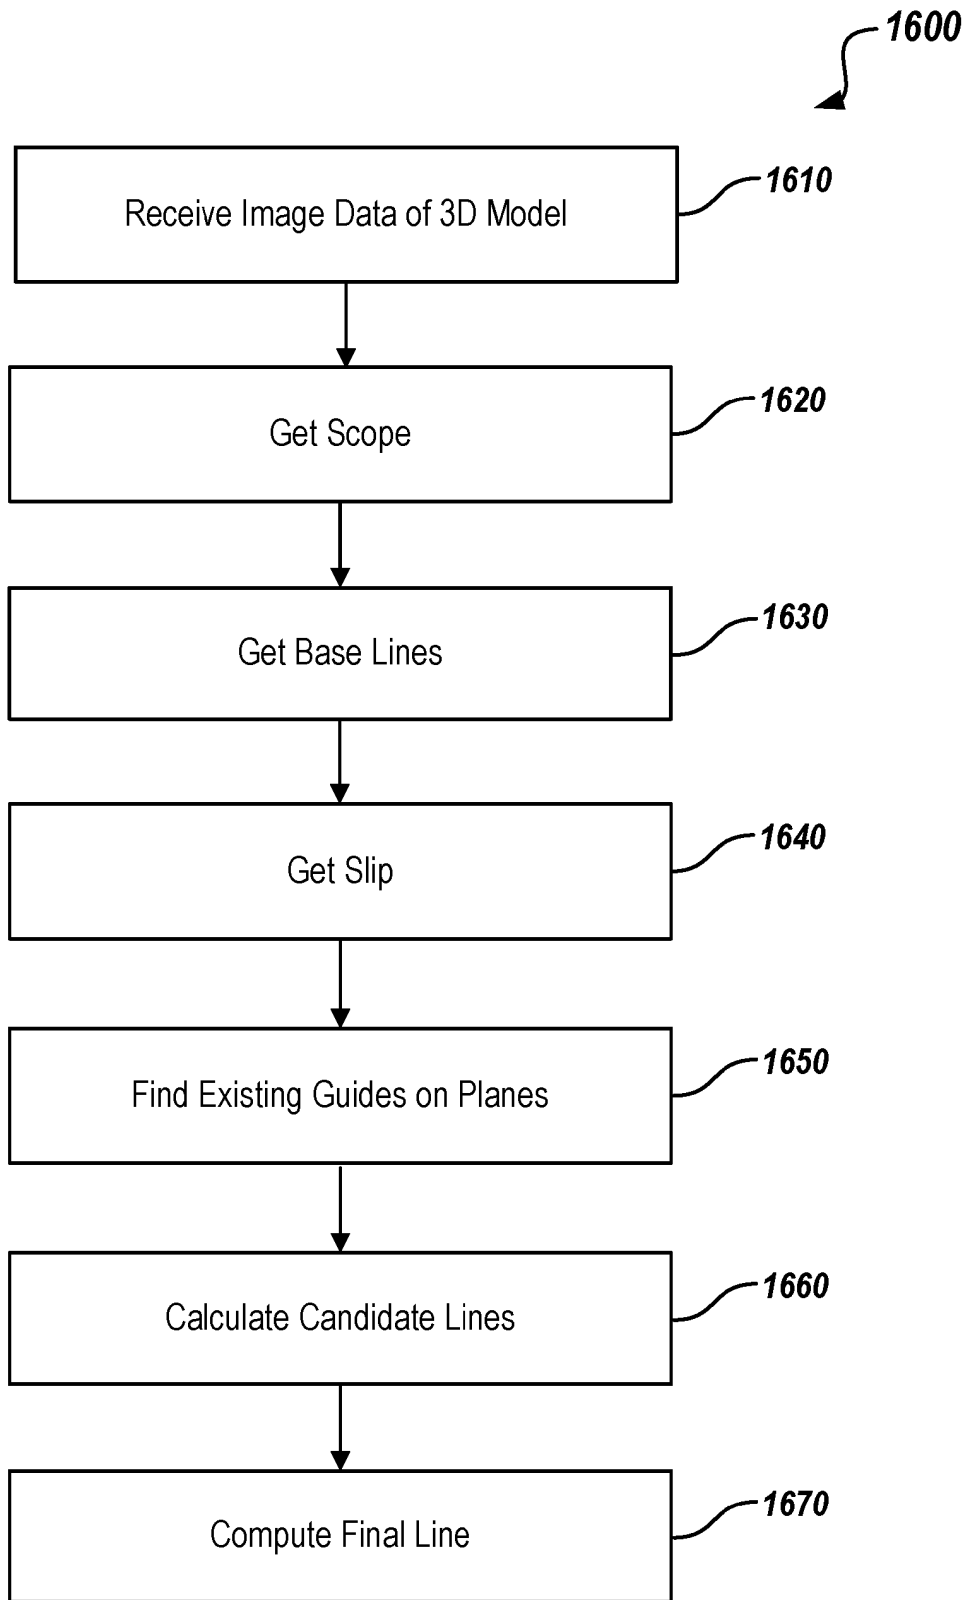 1600
Receive Image Data of 3D Model
1610
Get Scope
1620
Get Base Lines
1630
Get Slip
1640
Find Existing Guides on Planes
1650
Calculate Candidate Lines
1660
Compute Final Line
1670